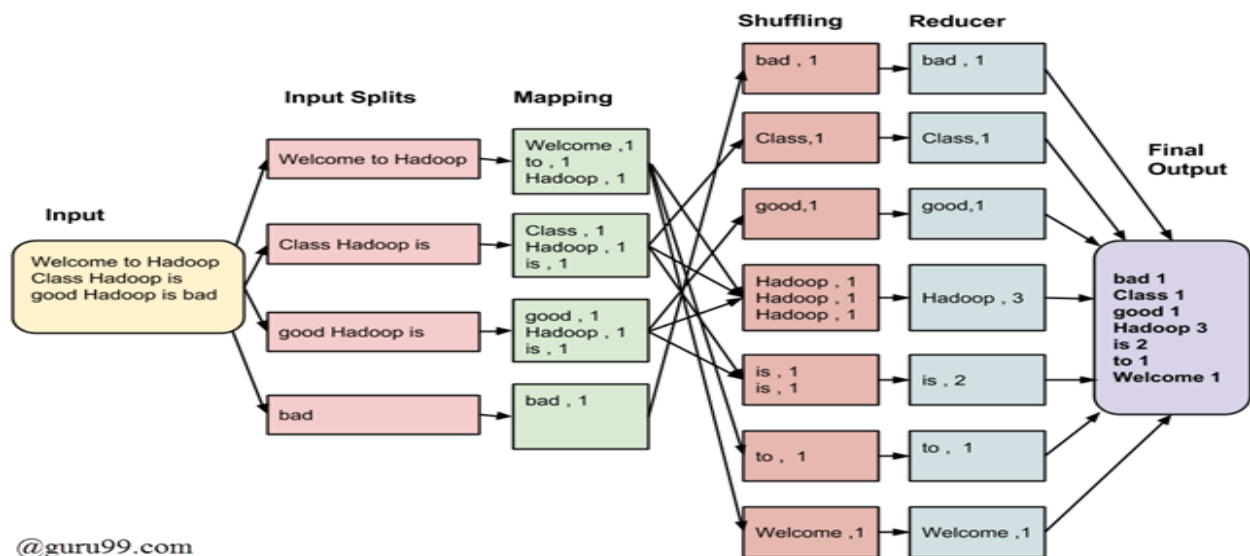 Shuffling
Reducer
Input Splits
Mapping
Final
Output
Input
Welcome to Hadoop
Class Hadoop is
good Hadoop is bad
Welcome to Hadoop
Class Hadoop is
good Hadoop is
bad
Welcome ,1
to , 1
Hadoop , 1
Class , 1
Hadoop , 1
is , 1
good , 1
Hadoop , 1
is , 1
bad , 1
bad , 1
Class,1
good,1
Hadoop , 1
Hadoop , 1
Hadoop , 1
is , 1
is , 1
to , 1
Welcome ,1
bad , 1
Class,1
good,1
Hadoop , 3
is , 2
to , 1
Welcome ,1
bad 1
Class 1
good 1
Hadoop 3
is 2
to 1
Welcome 1
@guru99.com